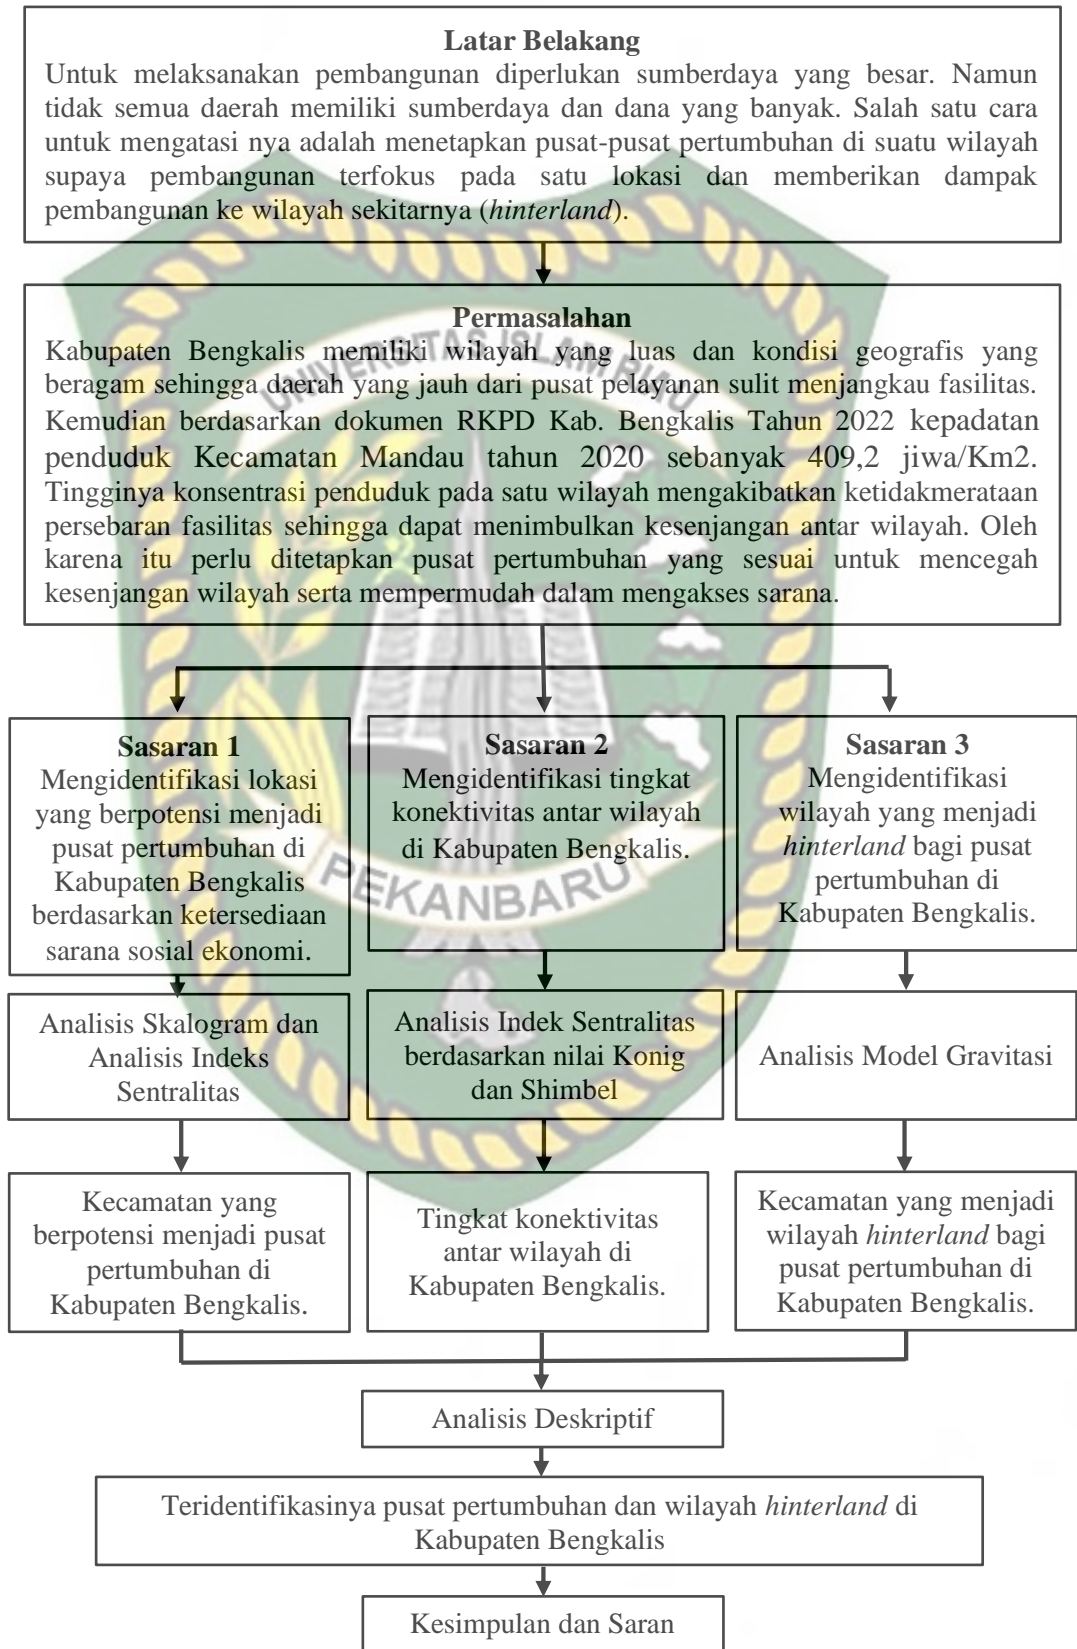 Latar Belakang
Untuk melaksanakan pembangunan diperlukan sumberdaya yang besar. Namun
tidak semua daerah memiliki sumberdaya dan dana yang banyak. Salah satu cara
untuk mengatasi nya adalah menetapkan pusat-pusat pertumbuhan di suatu wilayah
supaya pembangunan terfokus pada satu lokasi dan memberikan dampak
pembangunan ke wilayah sekitarnya (hinterland).
Permasalahan
Kabupaten Bengkalis memiliki wilayah yang luas dan kondisi geografis yang
beragam sehingga daerah yang jauh dari pusat pelayanan sulit menjangkau fasilitas.
Kemudian berdasarkan dokumen RKPD Kab. Bengkalis Tahun 2022 kepadatan
penduduk Kecamatan Mandau tahun 2020 sebanyak 409,2 jiwa/Km2.
Tingginya konsentrasi penduduk pada satu wilayah mengakibatkan ketidakmerataan
persebaran fasilitas sehingga dapat menimbulkan kesenjangan antar wilayah. Oleh
karena itu perlu ditetapkan pusat pertumbuhan yang sesuai untuk mencegah
kesenjangan wilayah serta mempermudah dalam mengakses sarana.
UNIVERSITAS ISLAM RIAU
Sasaran 1
Mengidentifikasi lokasi
yang berpotensi menjadi
pusat pertumbuhan di
Kabupaten Bengkalis
berdasarkan ketersediaan
sarana sosial ekonomi.
Sasaran 2
Mengidentifikasi tingkat
konektivitas antar wilayah
di Kabupaten Bengkalis.
Sasaran 3
Mengidentifikasi
wilayah yang menjadi
hinterland bagi pusat
pertumbuhan di
Kabupaten Bengkalis.
PEKANBARU
Analisis Skalogram dan
Analisis Indeks
Sentralitas
Analisis Indek Sentralitas
berdasarkan nilai Konig
dan Shimbel
Analisis Model Gravitasi
Kecamatan yang
berpotensi menjadi pusat
pertumbuhan di
Kabupaten Bengkalis.
Tingkat konektivitas
antar wilayah di
Kabupaten Bengkalis.
Kecamatan yang menjadi
wilayah hinterland bagi
pusat pertumbuhan di
Kabupaten Bengkalis.
Analisis Deskriptif
Teridentifikasinya pusat pertumbuhan dan wilayah hinterland di
Kabupaten Bengkalis
Kesimpulan dan Saran